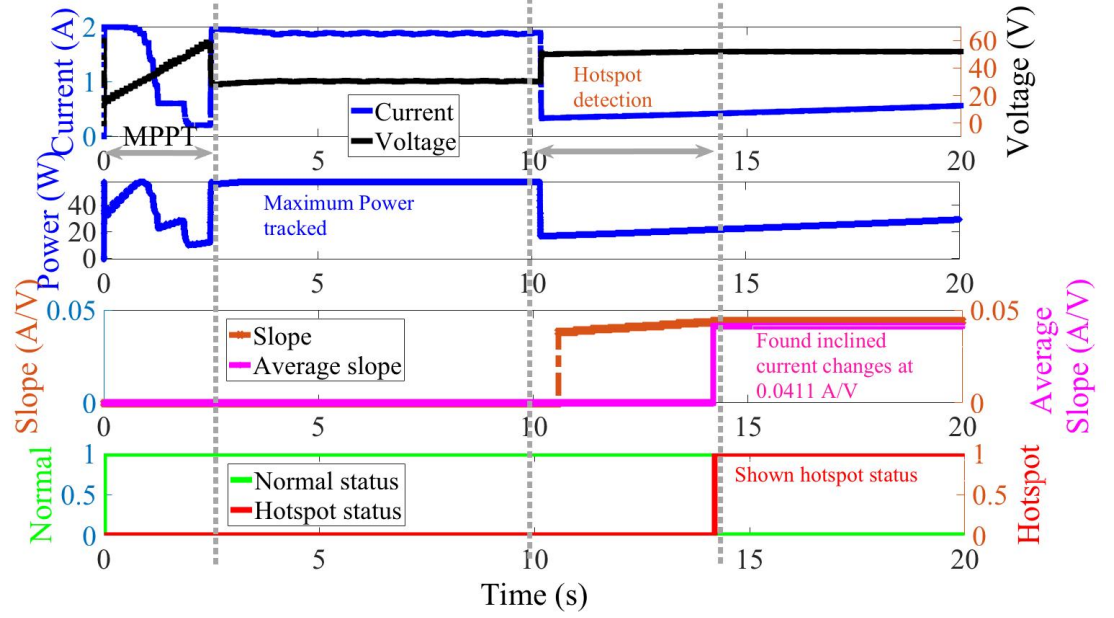 Current (A)
2
1
0
Hotspot
detection
Current
Voltage
MPPT
60
40
20
0
Voltage (V)
0
5
10
15
20
Power (W)
40
20
0
Maximum Power
tracked
0
5
10
15
20
Slope (A/V)
0.05
0
Slope
Average slope
Found inclined
current changes at
0.0411 A/V
0.05
0
Average
Slope (A/V)
0
5
10
15
20
Normal
1
0.5
0
Normal status
Hotspot status
Shown hotspot status
1
0.5
0
Hotspot
0
5
10
15
20
Time (s)